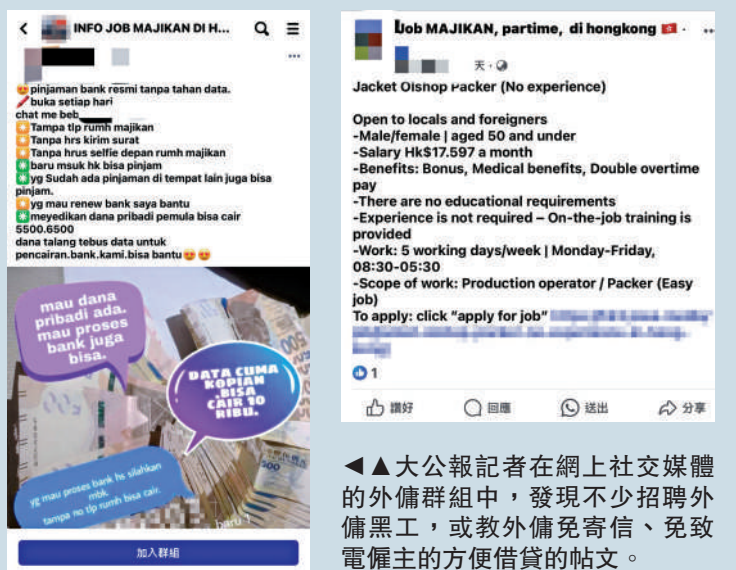 INFO JOB MAJIKAN DI H...
pinjaman bank resmi tanpa tahan data.
buka setiap hari
chat me beb
Tampa tlp rumh majikan
Tanpa hrs kirim surat
Tanpa hrus selfie depan rumh majikan
baru msuk hk bisa pinjam
yg Sudah ada pinjaman di tempat lain juga bisa
pinjam.
yg mau renew bank saya bantu
meyedikan dana pribadi pemula bisa cair
5500.6500
dana talang tebus data untuk
pencairan.bank.kami.bisa bantu
mau dana
pribadi ada.
mau proses
bank juga
bisa.
DATA CUMA
KOPIAN
.BISA
CAIR 10
RIBU.
yg mau proses bank hs silahkan
mbk.
tampa no tlp rumh bisa cair.
baru 1
加入群組
Job MAJIKAN, partime, di hongkong
天 ·
Jacket Olshop Packer (No experience)
Open to locals and foreigners
-Male/female | aged 50 and under
-Salary Hk$17.597 a month
-Benefits: Bonus, Medical benefits, Double overtime
pay
-There are no educational requirements
-Experience is not required – On-the-job training is
provided
-Work: 5 working days/week | Monday-Friday,
08:30-05:30
-Scope of work: Production operator / Packer (Easy
job)
To apply: click "apply for job"
1
讚好
回應
送出
分享
◀▲大公報記者在網上社交媒體
的外傭群組中，發現不少招聘外
傭黑工，或教外傭免寄信、免致
電僱主的方便借貸的帖文。